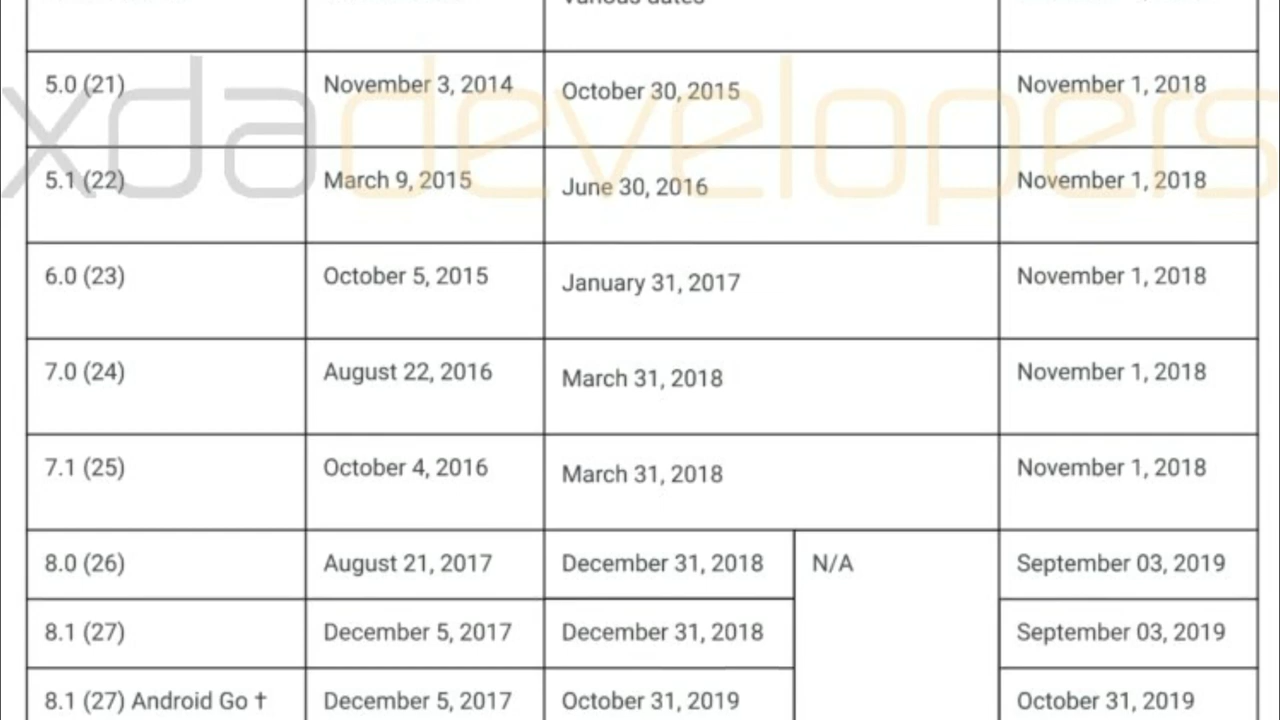 Various dates
5.0 (21) November 3, 2014 October 30, 2015 November 1, 2018
xdadevelopers
5.1 (22) March 9, 2015 June 30, 2016 November 1, 2018
6.0 (23) October 5, 2015 January 31, 2017 November 1, 2018
7.0 (24) August 22, 2016 March 31, 2018 November 1, 2018
7.1 (25) October 4, 2016 March 31, 2018 November 1, 2018
8.0 (26) August 21, 2017 December 31, 2018 N/A September 03, 2019
8.1 (27) December 5, 2017 December 31, 2018 September 03, 2019
8.1 (27) Android Go † December 5, 2017 October 31, 2019 October 31, 2019